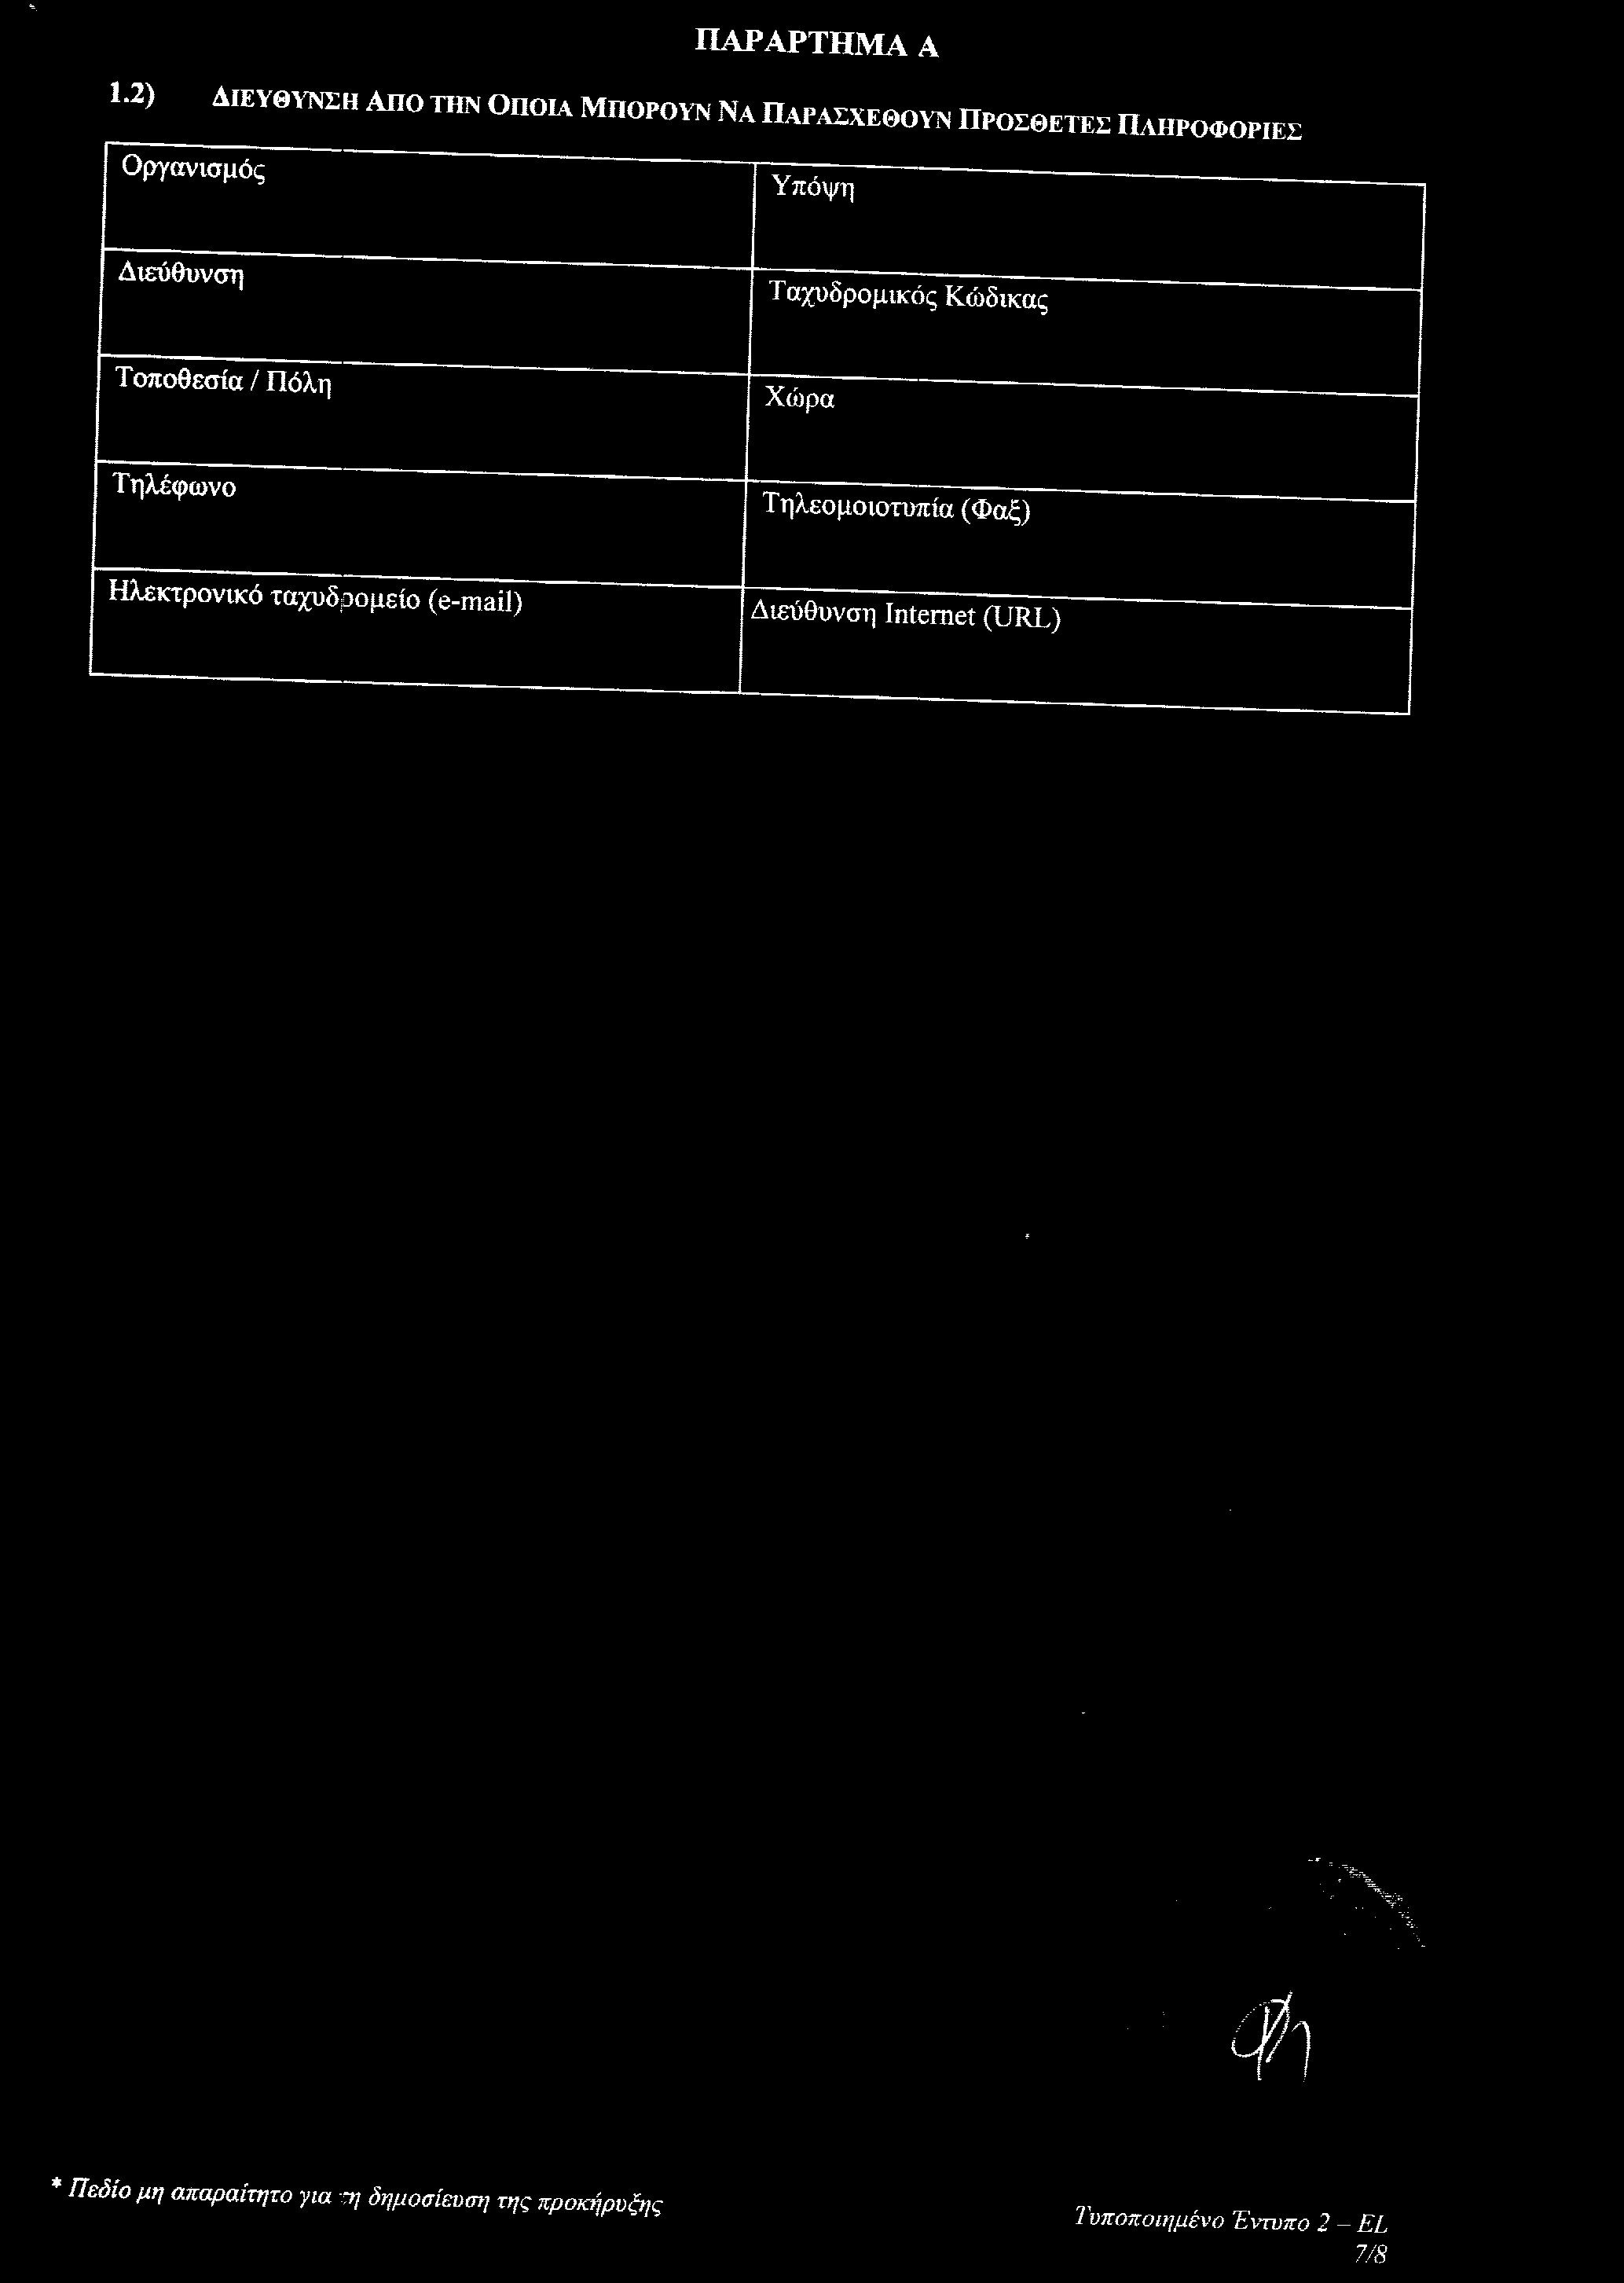 ΠΑΡΑΡΤΗΜΑ Α
1.2) ΔΙΕΥΘΥΝΣΗ ΑΠΟ ΤΗΝ ΟΠΟΙΑ ΜΠΟΡΟΥΝ ΝΑ ΠΑΡΑΣΧΕΘΟΥΝ ΠΡΟΣΘΕΤΕΣ ΠΛΗΡΟΦΟΡΙΕΣ
Οργανισμός
Υπόψη
Διεύθυνση
Ταχυδρομικός Κώδικας
Τοποθεσία / Πόλη
Χώρα
Τηλέφωνο
Τηλεομοιοτυπία (Φαξ)
Ηλεκτρονικό ταχυδρομείο (e-mail)
Διεύθυνση Internet (URL)
* Πεδίο μη απαραίτητο για τη δημοσίευση της προκήρυξης
Τυποποιημένο Έντυπο 2 – EL
7/8